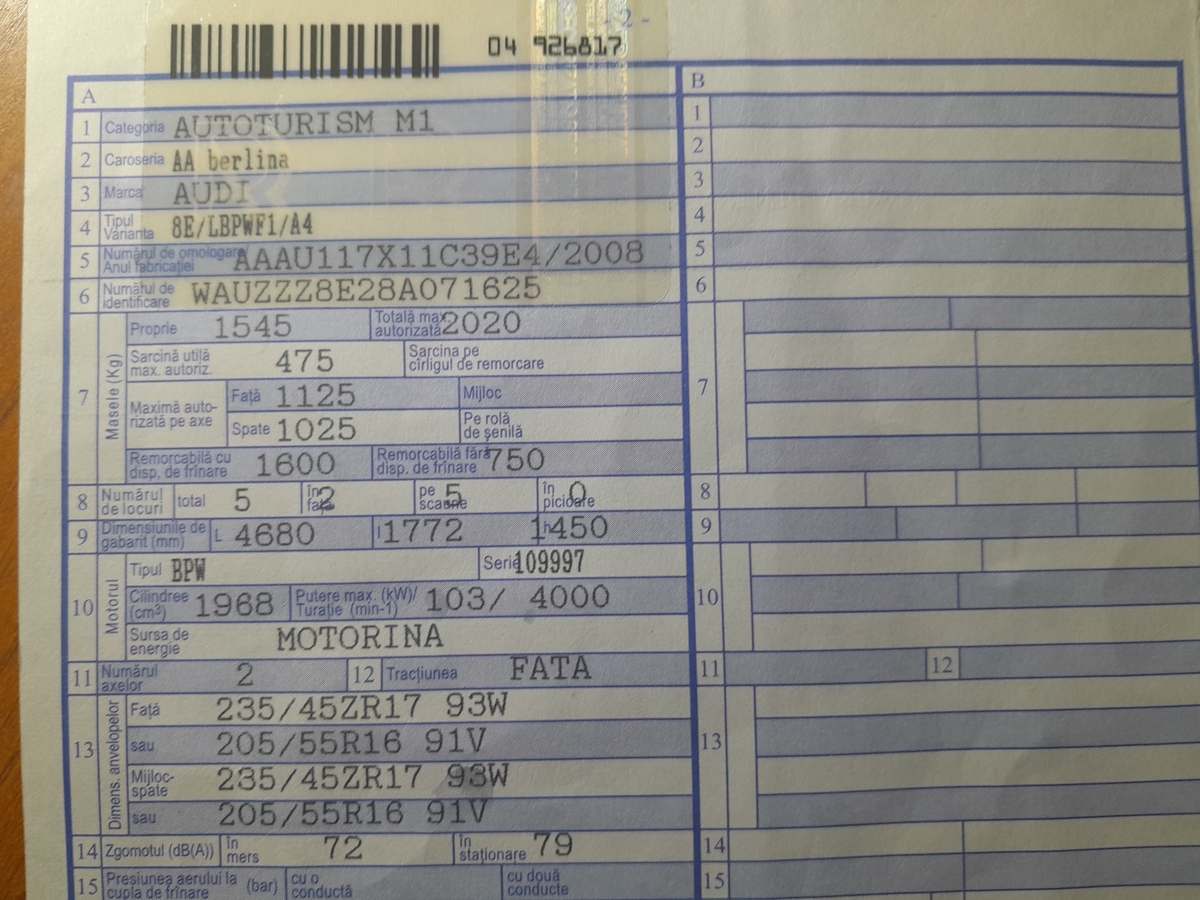 - 2 -
04 926817
A B
1 Categoria AUTOTURISM M1 1
2 Caroseria AA berlina 2
3 Marca AUDI 3
4 Tipul Varianta 8E/LBPWF1/A4 4
5 Numărul de omologare/ Anul fabricației AAAU117X11C39E4/2008 5
6 Numărul de identificare WAUZZZ8E28A071625 6
7 Masele (Kg) Proprie 1545 Totală max. autorizată 2020 7
Sarcină utilă max. autoriz. 475 Sarcina pe cîrligul de remorcare
Maximă auto-
rizată pe axe
Față 1125 Mijloc
Spate 1025 Pe rolă de șenilă
Remorcabilă cu disp. de frînare 1600 Remorcabilă fără disp. de frînare 750
8 Numărul de locuri total 5 în față 2 pe scaune 5 în picioare 0 8
9 Dimensiunile de gabarit (mm) L 4680 l 1772 h 1450 9
10 Motorul Tipul BPW Serie 109997 10
Cilindree (cm³) 1968 Putere max. (kW)/ Turație (min-1) 103/ 4000
Sursa de energie MOTORINA
11 Numărul axelor 2 12 Tracțiunea FATA 11 12
13 Dimens. anvelopelor Față 235/45ZR17 93W 13
sau 205/55R16 91V
Mijloc-
spate 235/45ZR17 93W
sau 205/55R16 91V
14 Zgomotul (dB(A)) în mers 72 în staționare 79 14
15 Presiunea aerului la cupla de frînare (bar) cu o conductă cu două conducte 15